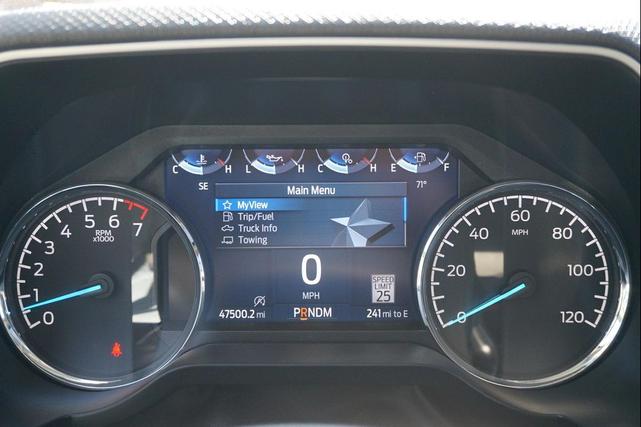 C H L H C H E F
SE Main Menu 71°
MyView
Trip/Fuel
Truck Info
Towing
0
MPH
SPEED
LIMIT
25
47500.2 mi PRNDM 241 mi to E
0 1 2 3 4 5 6 7
RPM
x1000
0 20 40 60 80 100 120
MPH